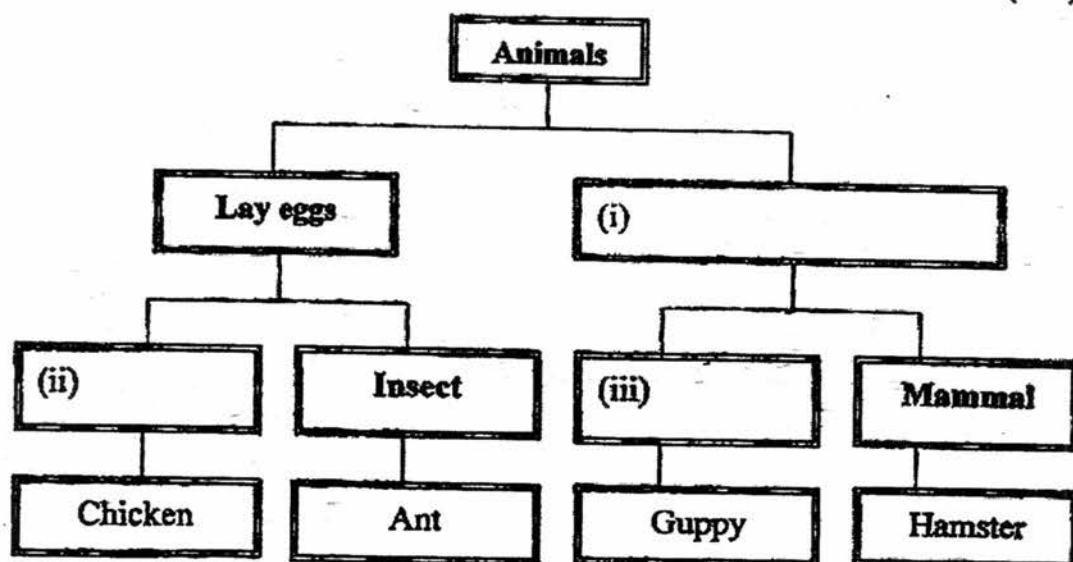 Animals
Lay eggs
(i)
(ii)
Insect
(iii)
Mammal
Chicken
Ant
Guppy
Hamster